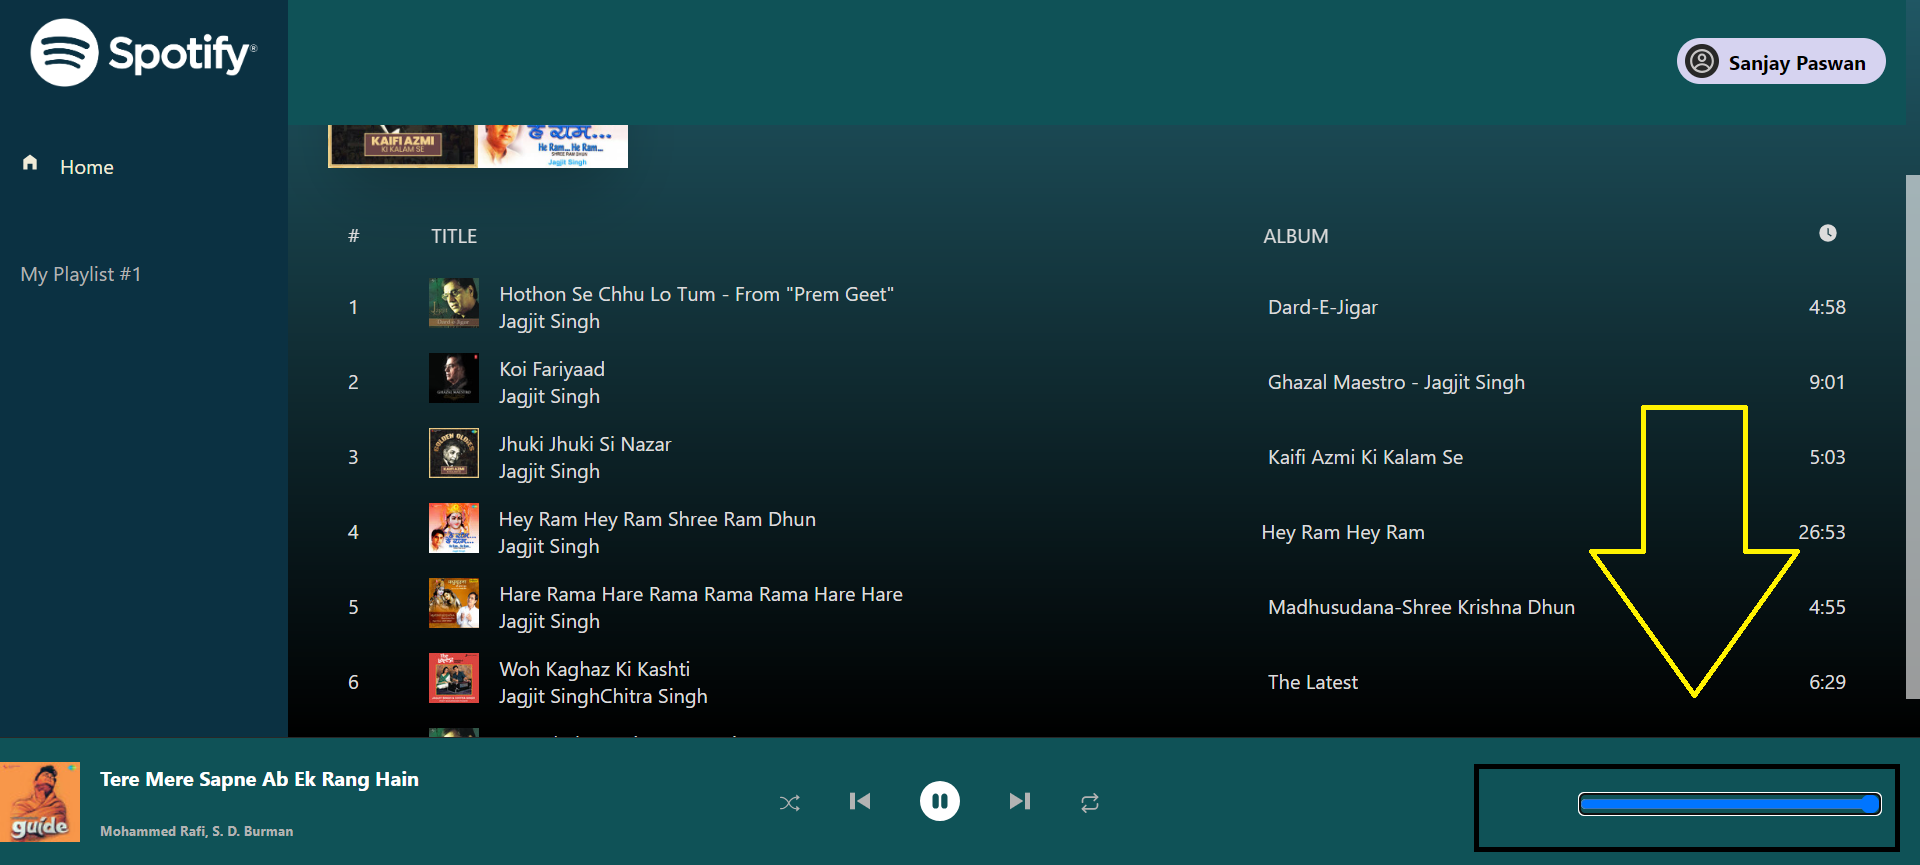 Spotify®
Sanjay Paswan
Home
My Playlist #1
KAIFI AZMI
KI KALAM SE
हे राम...
He Ram... He Ram...
SHREE RAM DHUN
Jagjit Singh
# TITLE ALBUM
1 Hothon Se Chhu Lo Tum - From "Prem Geet" Dard-E-Jigar 4:58
Jagjit Singh
2 Koi Fariyaad Ghazal Maestro - Jagjit Singh 9:01
Jagjit Singh
3 Jhuki Jhuki Si Nazar Kaifi Azmi Ki Kalam Se 5:03
Jagjit Singh
4 Hey Ram Hey Ram Shree Ram Dhun Hey Ram Hey Ram 26:53
Jagjit Singh
5 Hare Rama Hare Rama Rama Rama Hare Hare Madhusudana-Shree Krishna Dhun 4:55
Jagjit Singh
6 Woh Kaghaz Ki Kashti The Latest 6:29
Jagjit SinghChitra Singh
guide
Tere Mere Sapne Ab Ek Rang Hain
Mohammed Rafi, S. D. Burman